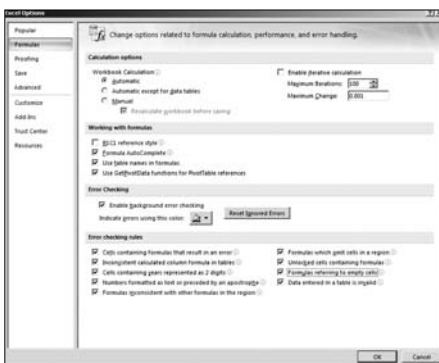 Excel Options
Popular
Formulas
Proofing
Save
Advanced
Customize
Add-Ins
Trust Center
Resources
Change options related to formula calculation, performance, and error handling.
Calculation options
Workbook Calculation
Automatic
Automatic except for data tables
Manual
Recalculate workbook before saving
Enable iterative calculation
Maximum Iterations: 100
Maximum Change: 0.001
Working with formulas
R1C1 reference style
Formula AutoComplete
Use table names in formulas
Use GetPivotData functions for PivotTable references
Error Checking
Enable background error checking
Indicate errors using this color:
Reset Ignored Errors
Error checking rules
Cells containing formulas that result in an error
Inconsistent calculated column formula in tables
Cells containing years represented as 2 digits
Numbers formatted as text or preceded by an apostrophe
Formulas inconsistent with other formulas in the region
Formulas which omit cells in a region
Unlocked cells containing formulas
Formulas referring to empty cells
Data entered in a table is invalid
OK
Cancel